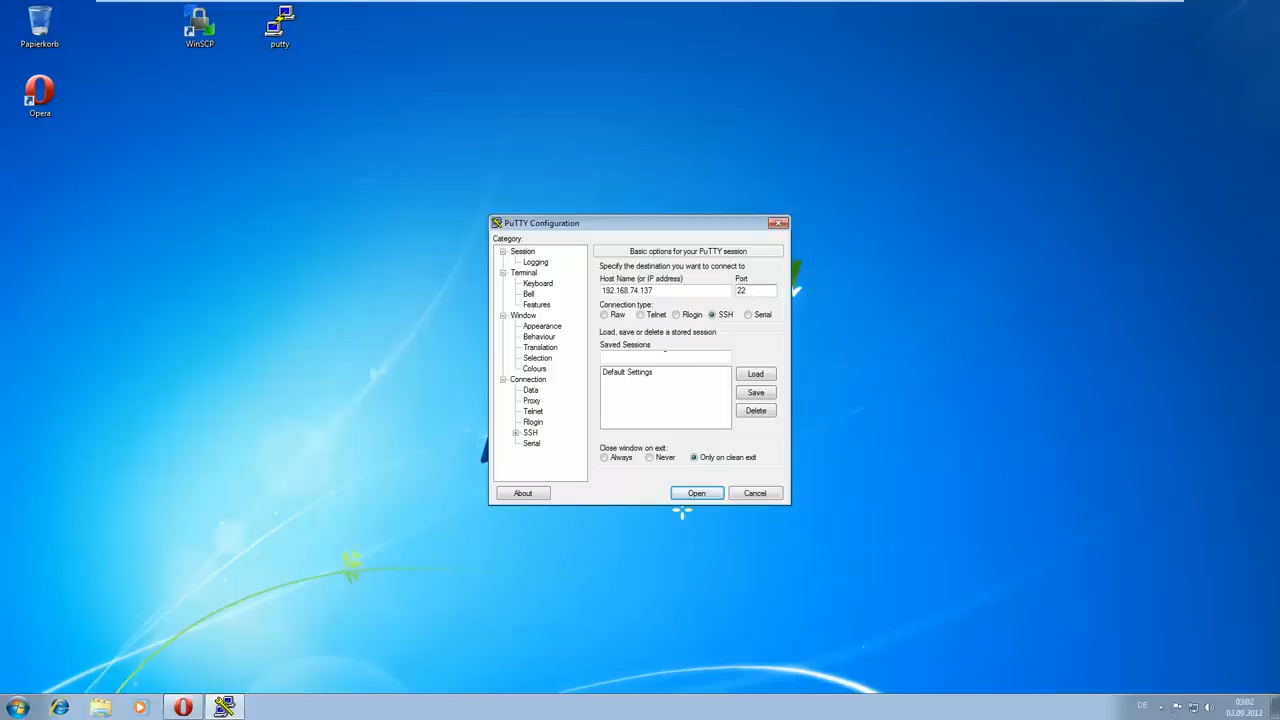 Papierkorb
WinSCP
putty
Opera
PuTTY Configuration
Category:
Session
Logging
Terminal
Keyboard
Bell
Features
Window
Appearance
Behaviour
Translation
Selection
Colours
Connection
Data
Proxy
Telnet
Rlogin
SSH
Serial
Basic options for your PuTTY session
Specify the destination you want to connect to
Host Name (or IP address) Port
192.168.74.137 22
Connection type:
Raw Telnet Rlogin SSH Serial
Load, save or delete a stored session
Saved Sessions
Default Settings
Load
Save
Delete
Close window on exit:
Always Never Only on clean exit
About Open Cancel
DE
03:02
02.09.2012